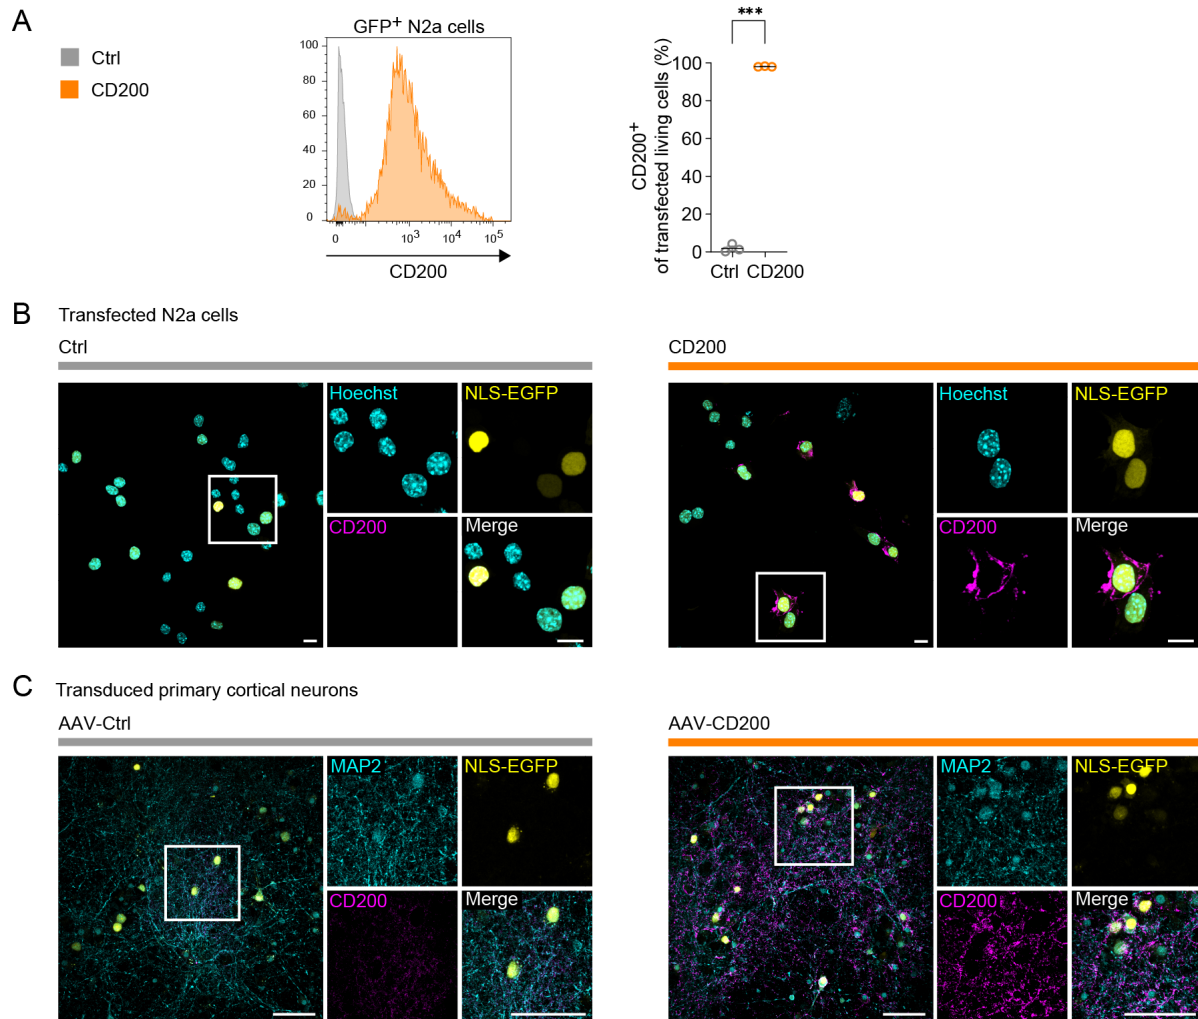 A
Ctrl
CD200
GFP+ N2a cells
100
80
60
40
20
0
0 10³ 10⁴ 10⁵
CD200
***
CD200+
of transfected living cells (%)
100
80
60
40
20
0
Ctrl CD200
B Transfected N2a cells
Ctrl
Hoechst NLS-EGFP
CD200 Merge
CD200
Hoechst NLS-EGFP
CD200 Merge
C Transduced primary cortical neurons
AAV-Ctrl
MAP2 NLS-EGFP
CD200 Merge
AAV-CD200
MAP2 NLS-EGFP
CD200 Merge